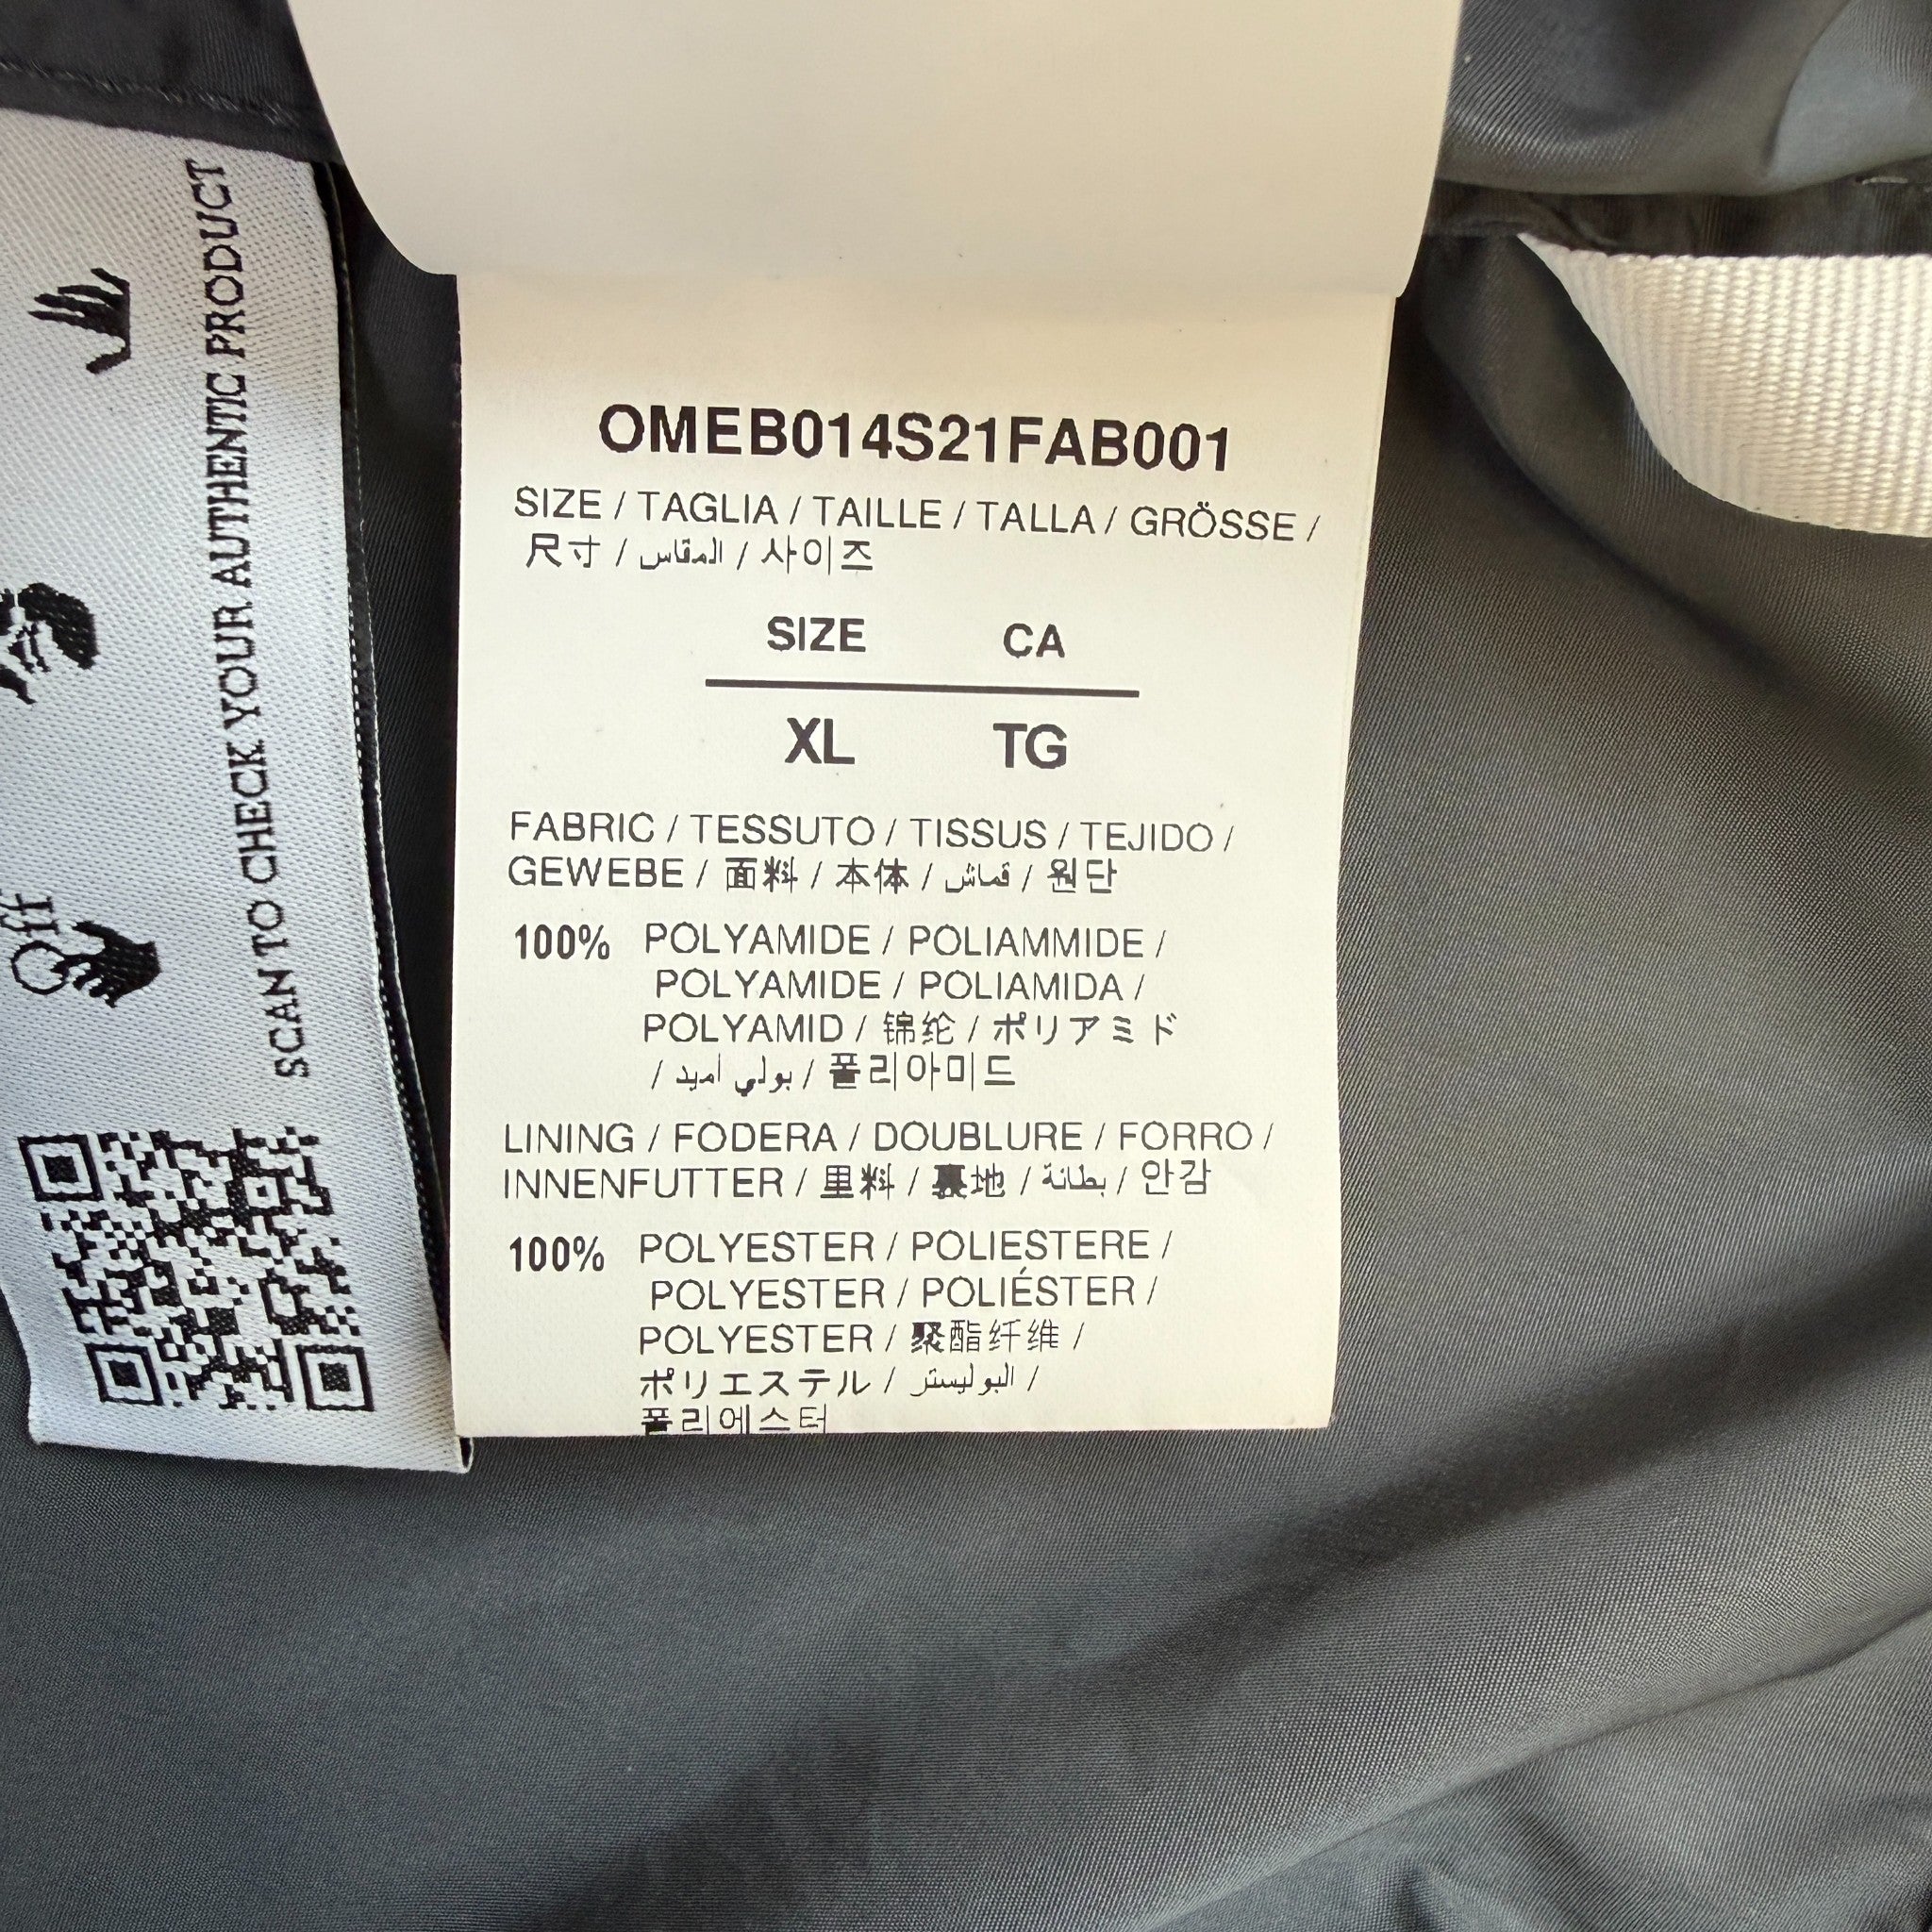 SCAN TO CHECK YOUR AUTHENTIC PRODUCT
Off
OMEB014S21FAB001
SIZE / TAGLIA / TAILLE / TALLA / GRÖSSE /
尺寸 / المقاس / 사이즈
SIZE CA
XL TG
FABRIC / TESSUTO / TISSUS / TEJIDO /
GEWEBE / 面料 / 本体 / قماش / 원단
100% POLYAMIDE / POLIAMMIDE /
POLYAMIDE / POLIAMIDA /
POLYAMID / 锦纶 / ポリアミド
/ بولي أميد / 폴리아미드
LINING / FODERA / DOUBLURE / FORRO /
INNENFUTTER / 里料 / 裏地 / بطانة / 안감
100% POLYESTER / POLIESTERE /
POLYESTER / POLIÉSTER /
POLYESTER / 聚酯纤维 /
ポリエステル / البوليستر /
폴리에스터